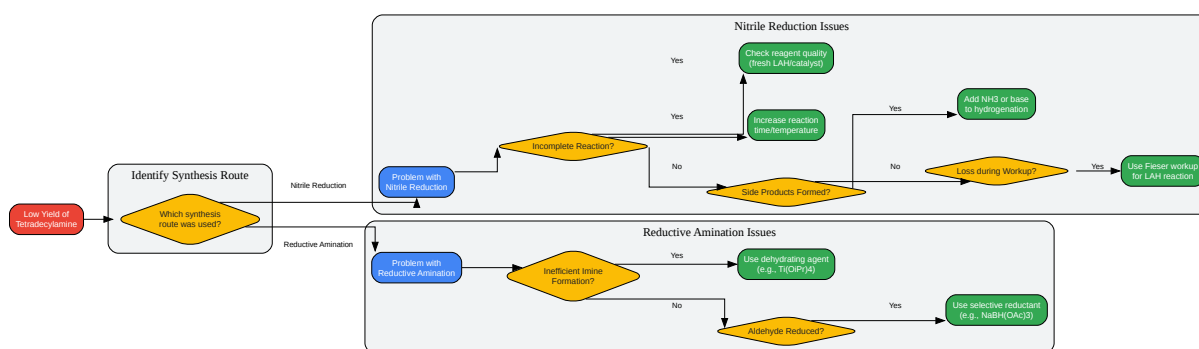 Nitrile Reduction Issues
Check reagent quality
(fresh LAH/catalyst)
Yes
Add NH3 or base
to hydrogenation
Yes
Increase reaction
time/temperature
Yes
Incomplete Reaction?
No
Side Products Formed?
No
Loss during Workup?
Yes
Use Fieser workup
for LAH reaction
Problem with
Nitrile Reduction
Identify Synthesis Route
Nitrile Reduction
Low Yield of
Tetradecylamine
Which synthesis
route was used?
Reductive Amination
Reductive Amination Issues
Problem with
Reductive Amination
Inefficient Imine
Formation?
Yes
Use dehydrating agent
(e.g., Ti(OiPr)4)
No
Aldehyde Reduced?
Yes
Use selective reductant
(e.g., NaBH(OAc)3)